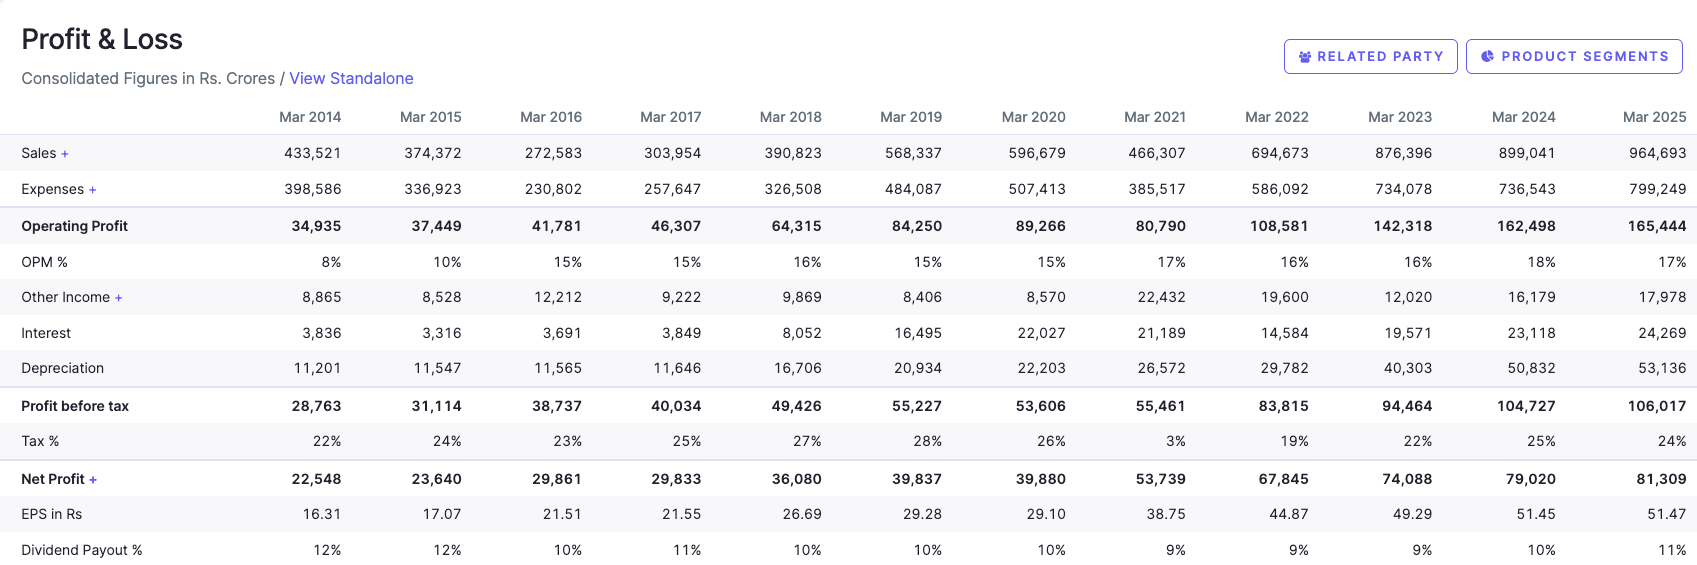 Profit & Loss
RELATED PARTY PRODUCT SEGMENTS
Consolidated Figures in Rs. Crores / View Standalone
Mar 2014 Mar 2015 Mar 2016 Mar 2017 Mar 2018 Mar 2019 Mar 2020 Mar 2021 Mar 2022 Mar 2023 Mar 2024 Mar 2025
Sales + 433,521 374,372 272,583 303,954 390,823 568,337 596,679 466,307 694,673 876,396 899,041 964,693
Expenses + 398,586 336,923 230,802 257,647 326,508 484,087 507,413 385,517 586,092 734,078 736,543 799,249
Operating Profit 34,935 37,449 41,781 46,307 64,315 84,250 89,266 80,790 108,581 142,318 162,498 165,444
OPM % 8% 10% 15% 15% 16% 15% 15% 17% 16% 16% 18% 17%
Other Income + 8,865 8,528 12,212 9,222 9,869 8,406 8,570 22,432 19,600 12,020 16,179 17,978
Interest 3,836 3,316 3,691 3,849 8,052 16,495 22,027 21,189 14,584 19,571 23,118 24,269
Depreciation 11,201 11,547 11,565 11,646 16,706 20,934 22,203 26,572 29,782 40,303 50,832 53,136
Profit before tax 28,763 31,114 38,737 40,034 49,426 55,227 53,606 55,461 83,815 94,464 104,727 106,017
Tax % 22% 24% 23% 25% 27% 28% 26% 3% 19% 22% 25% 24%
Net Profit + 22,548 23,640 29,861 29,833 36,080 39,837 39,880 53,739 67,845 74,088 79,020 81,309
EPS in Rs 16.31 17.07 21.51 21.55 26.69 29.28 29.10 38.75 44.87 49.29 51.45 51.47
Dividend Payout % 12% 12% 10% 11% 10% 10% 10% 9% 9% 9% 10% 11%